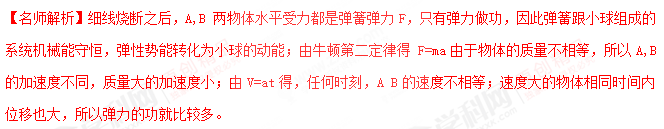 【名师解析】细线烧断之后，A,B 两物体水平受力都是弹簧弹力 F，只有弹力做功，因此弹簧跟小球组成的
系统机械能守恒，弹性势能转化为小球的动能；由牛顿第二定律得 F=ma 由于物体的质量不相等，所以 A,B
的加速度不同，质量大的加速度小；由 V=at 得，任何时刻，A B 的速度不相等；速度大的物体相同时间内
位移也大，所以弹力的功就比较多。